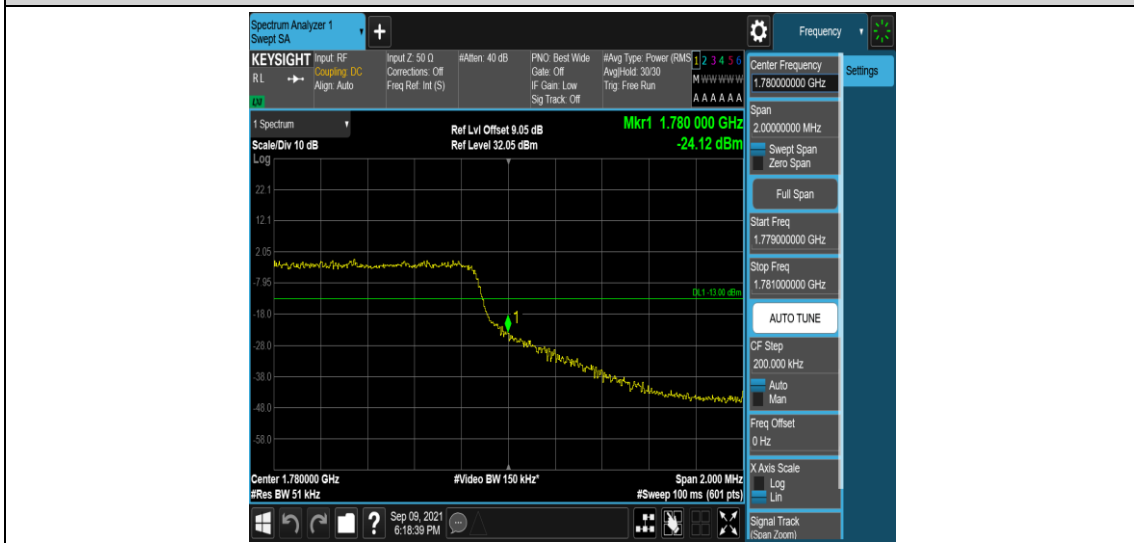 Spectrum Analyzer 1
Swept SA
+
Frequency
KEYSIGHT
RL
LXI
Input: RF
Coupling: DC
Align: Auto
Input Z: 50 Ω
Corrections: Off
Freq Ref: Int (S)
#Atten: 40 dB
PNO: Best Wide
Gate: Off
IF Gain: Low
Sig Track: Off
#Avg Type: Power (RMS
Avg|Hold: 30/30
Trig: Free Run
1 2 3 4 5 6
M W W W W W
A A A A A A
1 Spectrum
Scale/Div 10 dB
Log
Ref Lvl Offset 9.05 dB
Ref Level 32.05 dBm
Mkr1 1.780 000 GHz
-24.12 dBm
22.1
12.1
2.05
-7.95
DL1 -13.00 dBm
-18.0
1
-28.0
-38.0
-48.0
-58.0
Center 1.780000 GHz
#Video BW 150 kHz*
Span 2.000 MHz
#Res BW 51 kHz
#Sweep 100 ms (601 pts)
Center Frequency
1.780000000 GHz
Settings
Span
2.00000000 MHz
Swept Span
Zero Span
Full Span
Start Freq
1.779000000 GHz
Stop Freq
1.781000000 GHz
AUTO TUNE
CF Step
200.000 kHz
Auto
Man
Freq Offset
0 Hz
X Axis Scale
Log
Lin
Signal Track
(Span Zoom)
?
Sep 09, 2021
6:18:39 PM